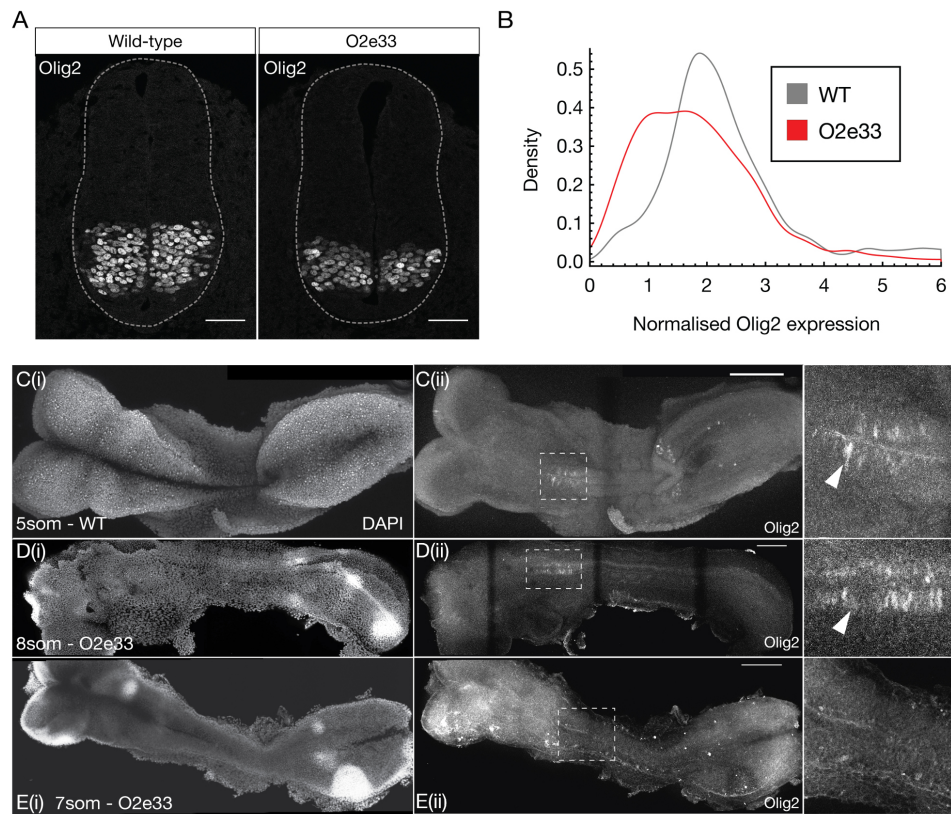 A
Wild-type
O2e33
Olig2
Olig2
B
Density
0.5
0.4
0.3
0.2
0.1
0.0
WT
O2e33
0 1 2 3 4 5 6
Normalised Olig2 expression
C(i)
5som - WT
DAPI
C(ii)
Olig2
D(i)
8som - O2e33
D(ii)
Olig2
E(i) 7som - O2e33
E(ii)
Olig2